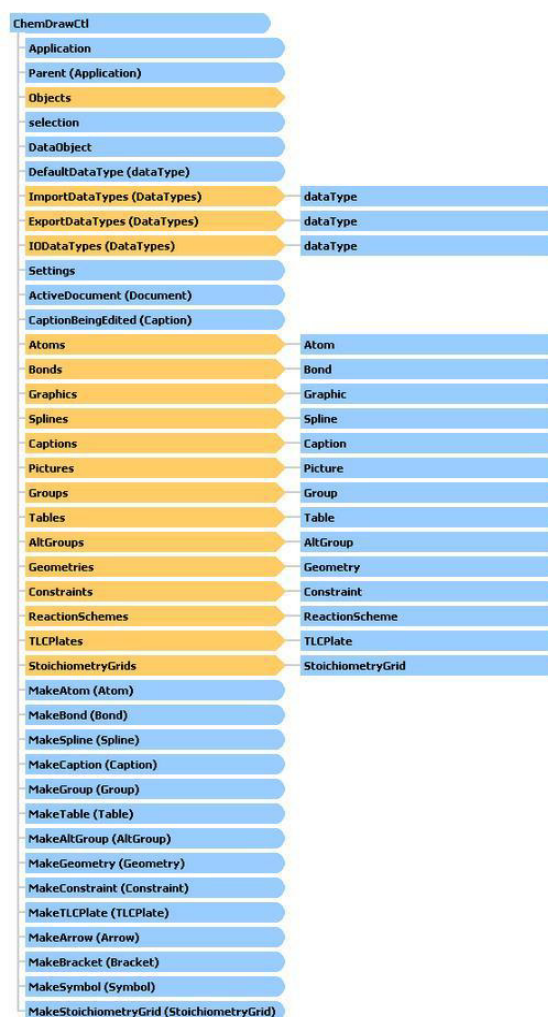 ChemDrawCtl
Application
Parent (Application)
Objects
selection
DataObject
DefaultDataType (dataType)
ImportDataTypes (DataTypes) dataType
ExportDataTypes (DataTypes) dataType
IODataTypes (DataTypes) dataType
Settings
ActiveDocument (Document)
CaptionBeingEdited (Caption)
Atoms Atom
Bonds Bond
Graphics Graphic
Splines Spline
Captions Caption
Pictures Picture
Groups Group
Tables Table
AltGroups AltGroup
Geometries Geometry
Constraints Constraint
ReactionSchemes ReactionScheme
TLCPlates TLCPlate
StoichiometryGrids StoichiometryGrid
MakeAtom (Atom)
MakeBond (Bond)
MakeSpline (Spline)
MakeCaption (Caption)
MakeGroup (Group)
MakeTable (Table)
MakeAltGroup (AltGroup)
MakeGeometry (Geometry)
MakeConstraint (Constraint)
MakeTLCPlate (TLCPlate)
MakeArrow (Arrow)
MakeBracket (Bracket)
MakeSymbol (Symbol)
MakeStoichiometryGrid (StoichiometryGrid)